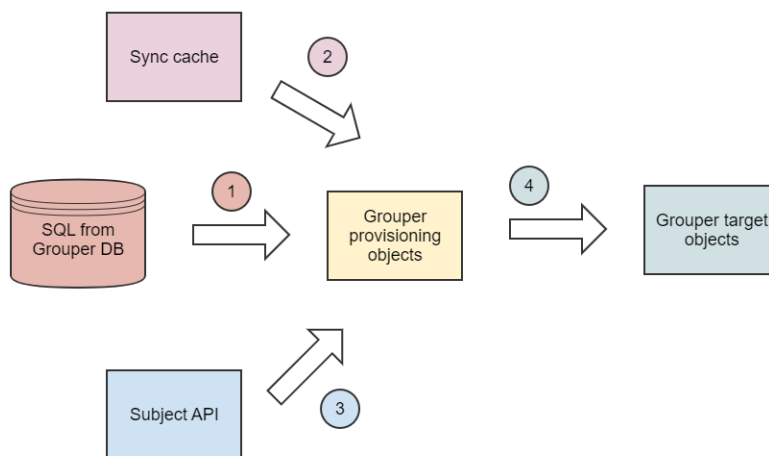 Sync cache
2
1
4
SQL from
Grouper DB
Grouper
provisioning
objects
Grouper target
objects
Subject API
3